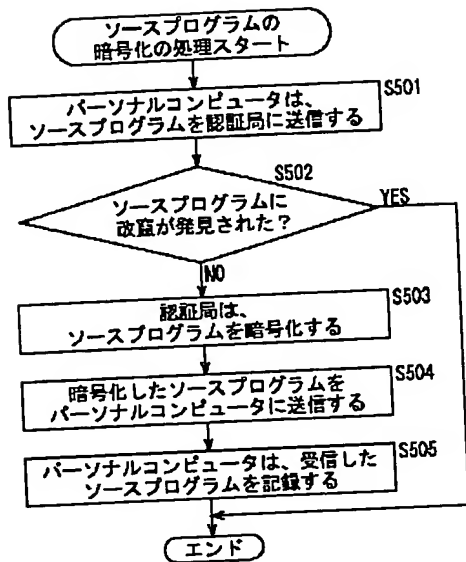 ソースプログラムの
暗号化の処理スタート
S501
パーソナルコンピュータは、
ソースプログラムを認証局に送信する
S502
ソースプログラムに
改竄が発見された?
YES
NO
S503
認証局は、
ソースプログラムを暗号化する
S504
暗号化したソースプログラムを
パーソナルコンピュータに送信する
S505
パーソナルコンピュータは、受信した
ソースプログラムを記録する
エンド